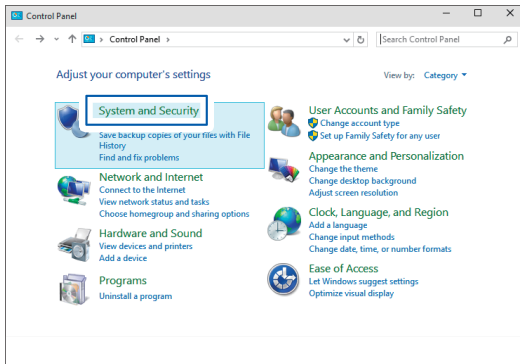 Control Panel
Control Panel
Search Control Panel
Adjust your computer's settings
View by: Category
System and Security
Save backup copies of your files with File
History
Find and fix problems
Network and Internet
Connect to the Internet
View network status and tasks
Choose homegroup and sharing options
Hardware and Sound
View devices and printers
Add a device
Programs
Uninstall a program
User Accounts and Family Safety
Change account type
Set up Family Safety for any user
Appearance and Personalization
Change the theme
Change desktop background
Adjust screen resolution
Clock, Language, and Region
Add a language
Change input methods
Change date, time, or number formats
Ease of Access
Let Windows suggest settings
Optimize visual display